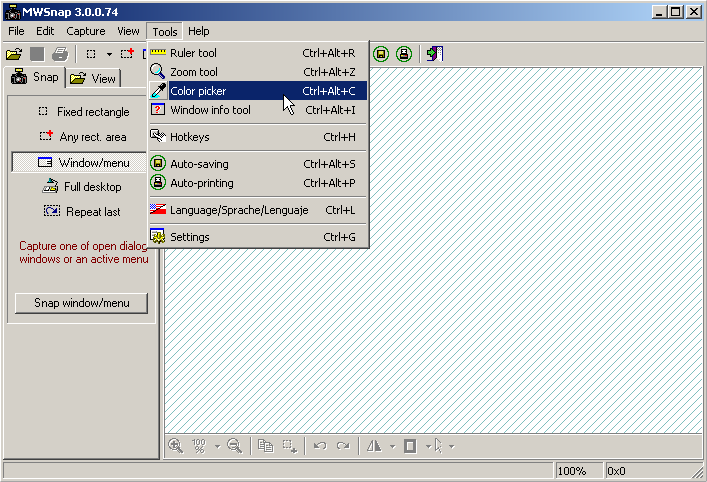 MWSnap 3.0.0.74
File Edit Capture View Tools Help
Snap View
Fixed rectangle
Any rect. area
Window/menu
Full desktop
Repeat last
Capture one of open dialog
windows or an active menu
Snap window/menu
Ruler tool Ctrl+Alt+R
Zoom tool Ctrl+Alt+Z
Color picker Ctrl+Alt+C
Window info tool Ctrl+Alt+I
Hotkeys Ctrl+H
Auto-saving Ctrl+Alt+S
Auto-printing Ctrl+Alt+P
Language/Sprache/Lenguaje Ctrl+L
Settings Ctrl+G
100%
100% 0x0